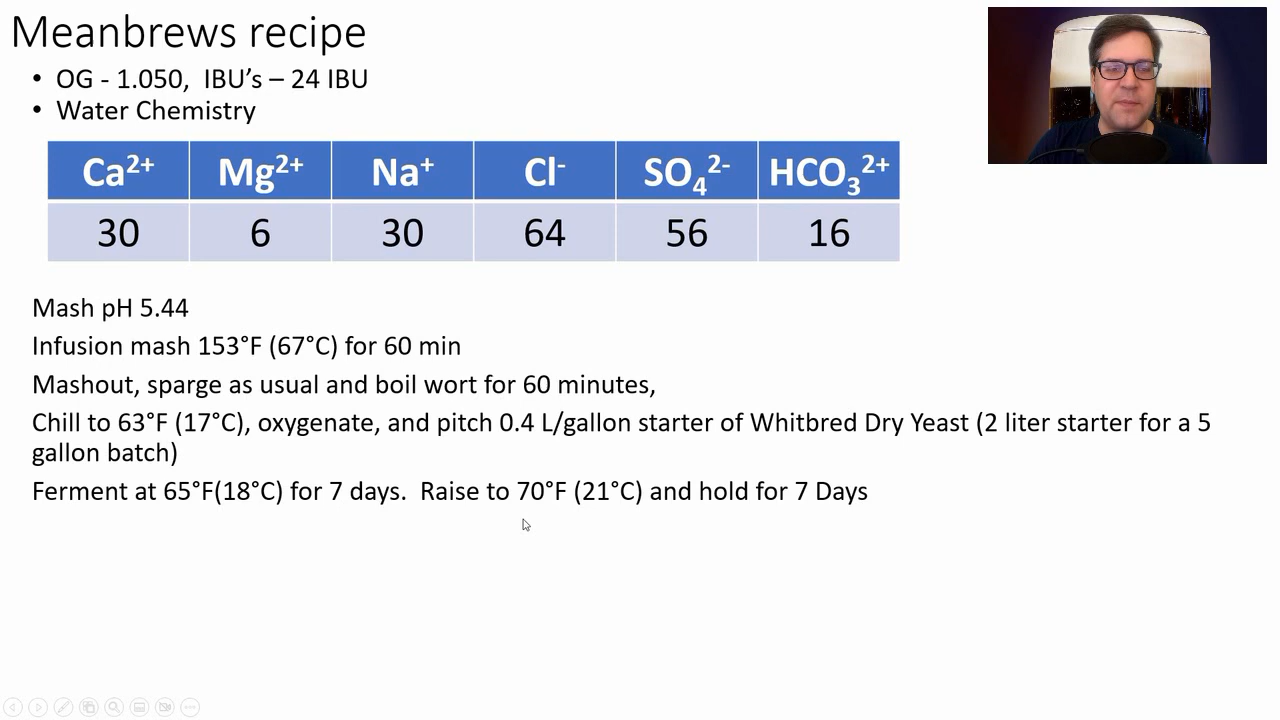 Meanbrews recipe
• OG - 1.050,  IBU’s – 24 IBU
• Water Chemistry
Ca2+ Mg2+ Na+ Cl- SO42- HCO32+
30 6 30 64 56 16
Mash pH 5.44
Infusion mash 153°F (67°C) for 60 min
Mashout, sparge as usual and boil wort for 60 minutes,
Chill to 63°F (17°C), oxygenate, and pitch 0.4 L/gallon starter of Whitbred Dry Yeast (2 liter starter for a 5
gallon batch)
Ferment at 65°F(18°C) for 7 days.  Raise to 70°F (21°C) and hold for 7 Days